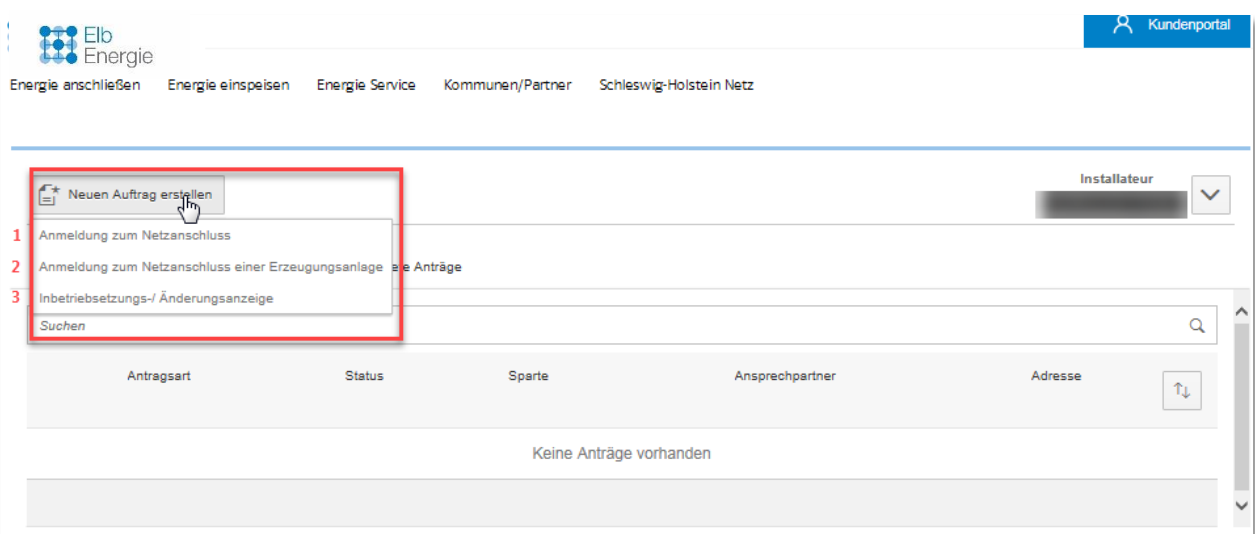 Elb
Energie
Kundenportal
Energie anschließen Energie einspeisen Energie Service Kommunen/Partner Schleswig-Holstein Netz
Neuen Auftrag erstellen
Installateur
1 Anmeldung zum Netzanschluss
2 Anmeldung zum Netzanschluss einer Erzeugungsanlage
Anträge
3 Inbetriebsetzungs-/ Änderungsanzeige
Suchen
Antragsart Status Sparte Ansprechpartner Adresse
Keine Anträge vorhanden